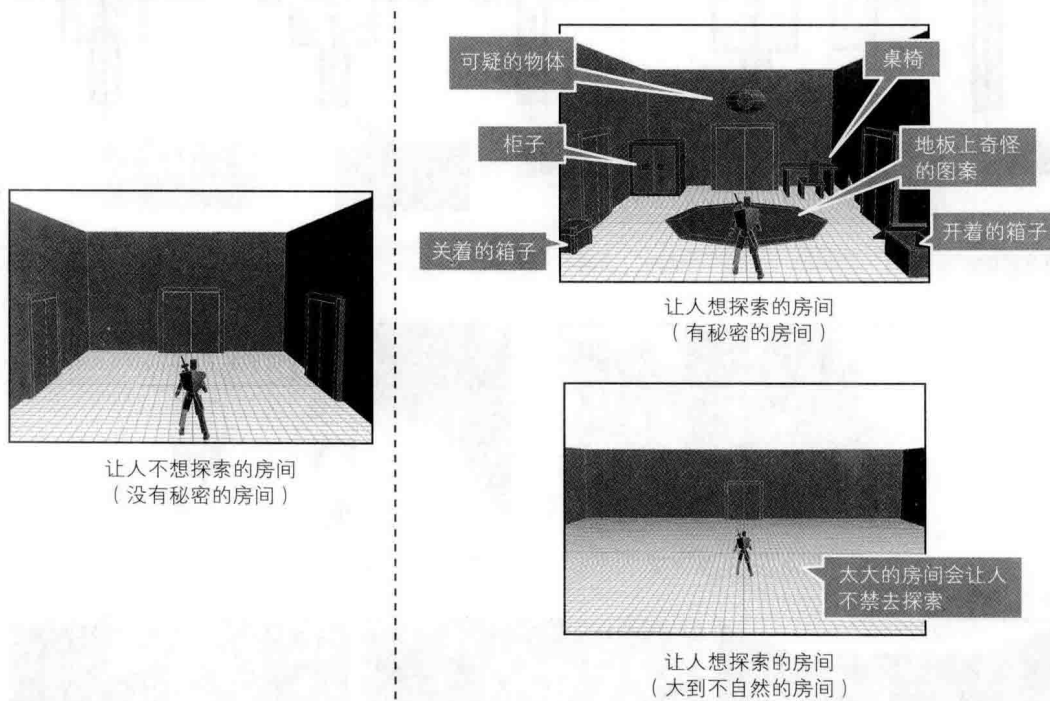 让人不想探索的房间
（没有秘密的房间）
可疑的物体
桌椅
柜子
地板上奇怪
的图案
关着的箱子
开着的箱子
让人想探索的房间
（有秘密的房间）
太大的房间会让人
不禁去探索
让人想探索的房间
（大到不自然的房间）